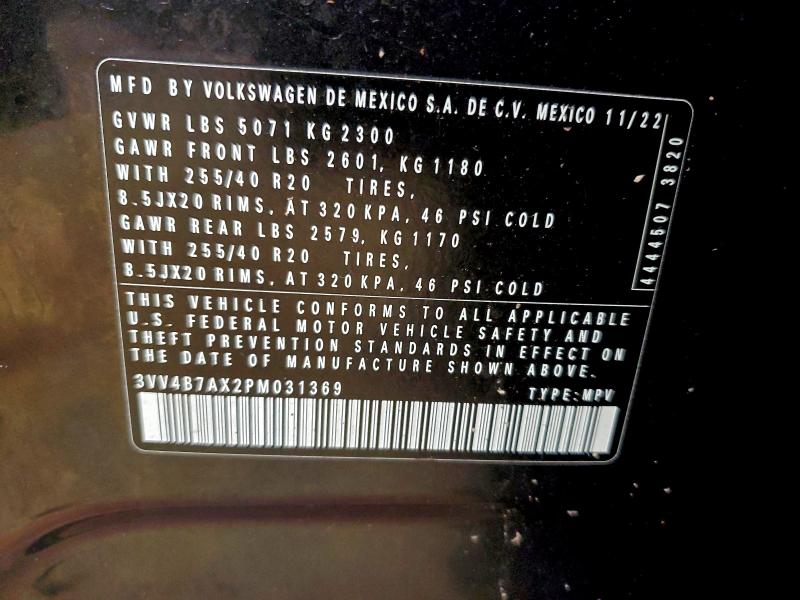 MFD BY VOLKSWAGEN DE MEXICO S.A. DE C.V. MEXICO 11/22
GVWR LBS 5071 KG 2300
GAWR FRONT LBS 2601, KG 1180
WITH 255/40 R20 TIRES,
8.5JX20 RIMS, AT 320 KPA, 46 PSI COLD
GAWR REAR LBS 2579, KG 1170
WITH 255/40 R20 TIRES,
8.5JX20 RIMS, AT 320 KPA, 46 PSI COLD
4444507 3820
THIS VEHICLE CONFORMS TO ALL APPLICABLE
U.S. FEDERAL MOTOR VEHICLE SAFETY AND
THEFT PREVENTION STANDARDS IN EFFECT ON
THE DATE OF MANUFACTURE SHOWN ABOVE.
3VV4B7AX2PM031369 TYPE:MPV